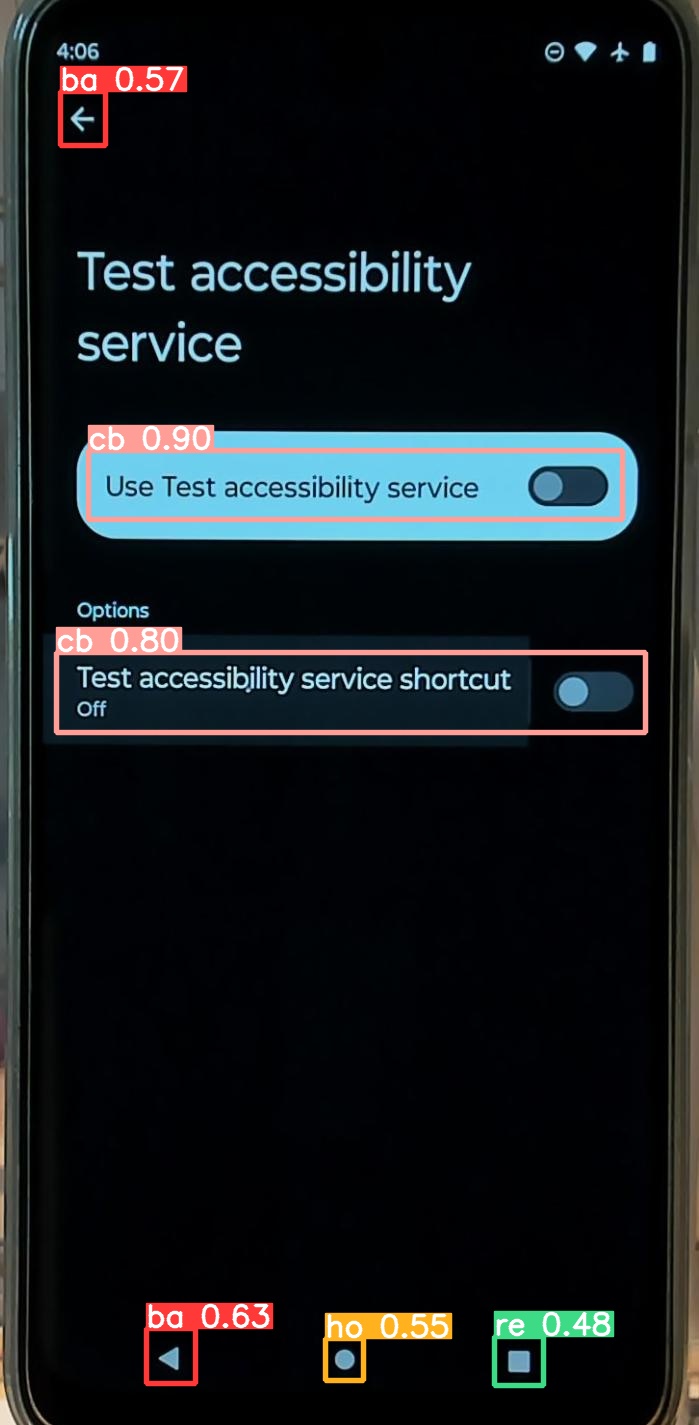 4:06
ba 0.57
Test accessibility
service
cb 0.90
Use Test accessibility service
Options
cb 0.80
Test accessibility service shortcut
Off
ba 0.63
ho 0.55
re 0.48